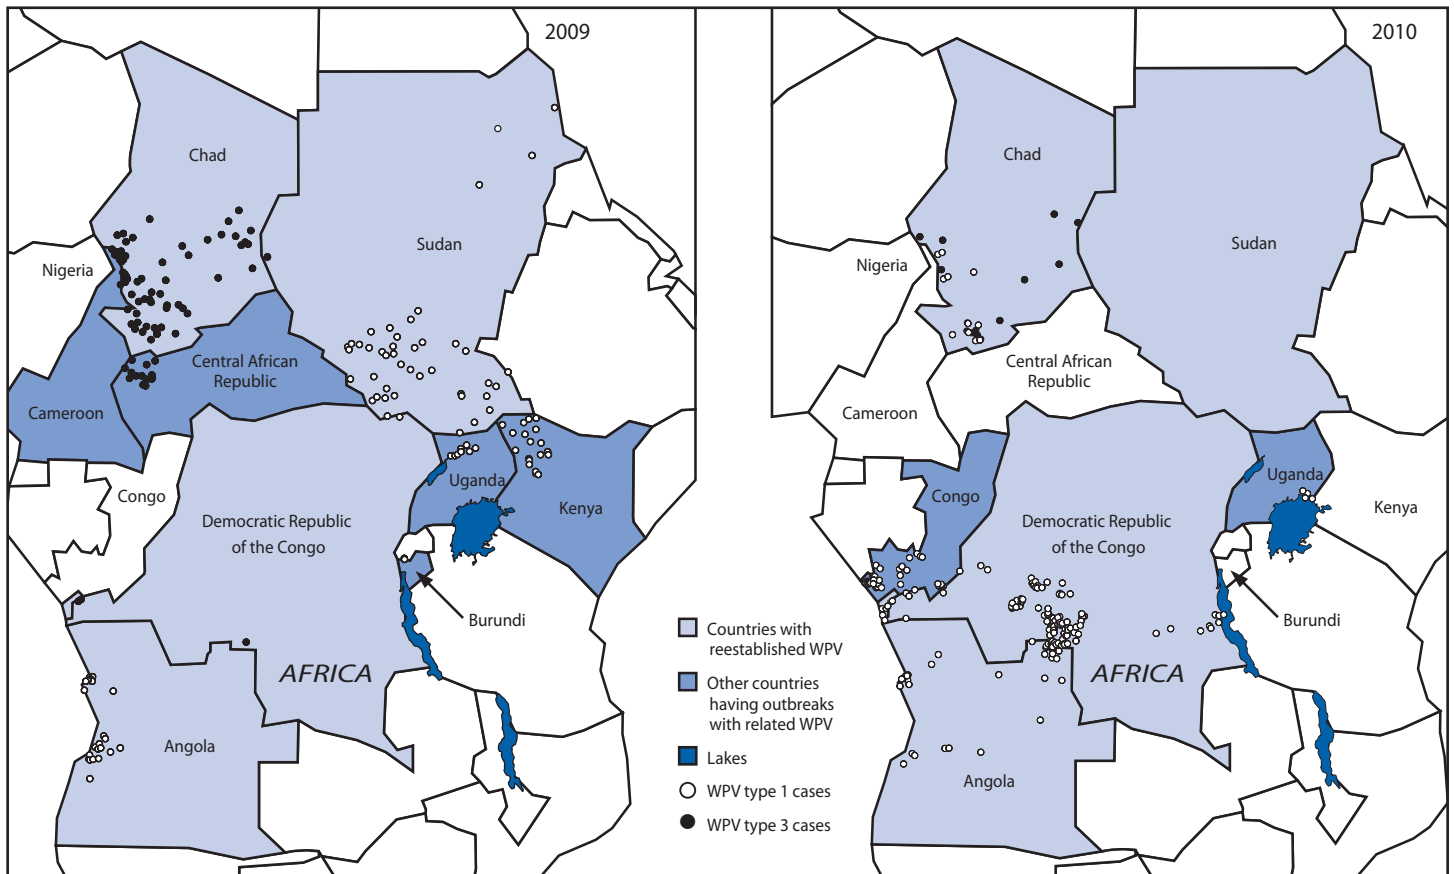 2009
Chad
Sudan
Nigeria
Central African
Republic
Cameroon
Congo
Uganda
Kenya
Democratic Republic
of the Congo
Burundi
AFRICA
Angola
Countries with
reestablished WPV
Other countries
having outbreaks
with related WPV
Lakes
WPV type 1 cases
WPV type 3 cases
2010
Chad
Sudan
Nigeria
Central African
Republic
Cameroon
Congo
Uganda
Kenya
Democratic Republic
of the Congo
Burundi
AFRICA
Angola